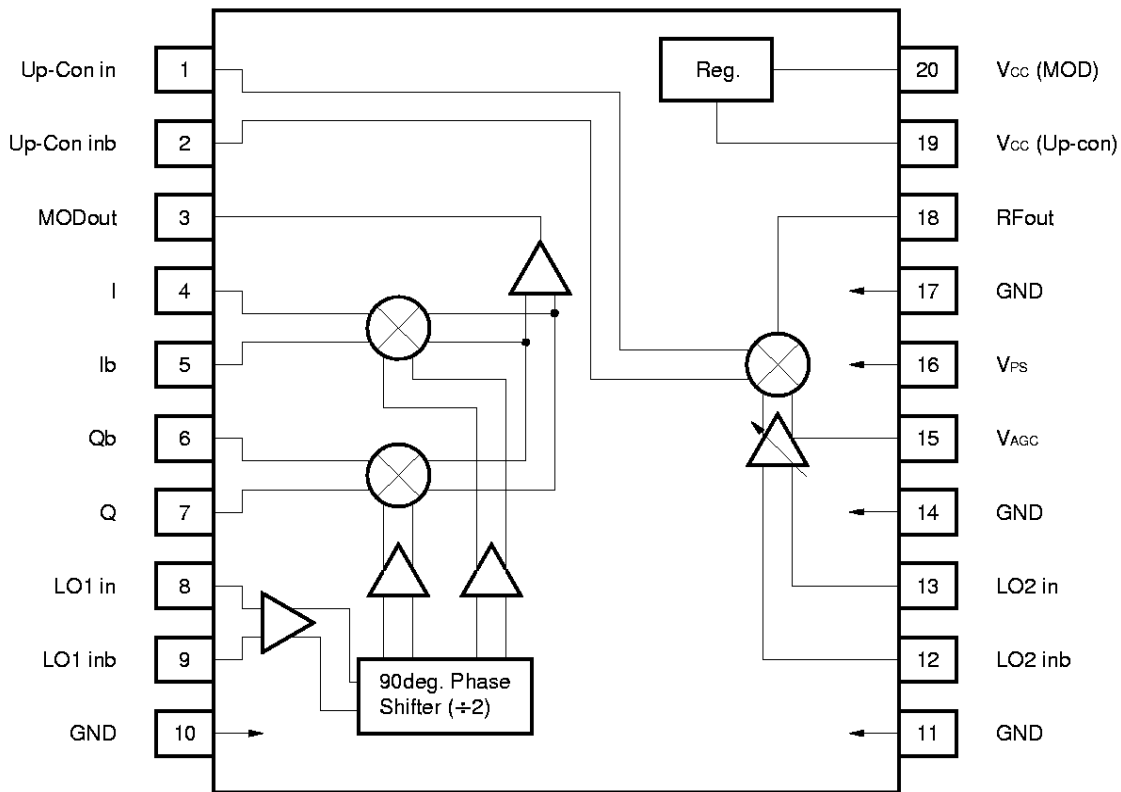 Up-Con in 1
Up-Con inb 2
MODout 3
I 4
Ib 5
Qb 6
Q 7
LO1 in 8
LO1 inb 9
GND 10
90deg. Phase
Shifter (÷2)
Reg.
20 VCC (MOD)
19 VCC (Up-con)
18 RFout
17 GND
16 VPS
15 VAGC
14 GND
13 LO2 in
12 LO2 inb
11 GND